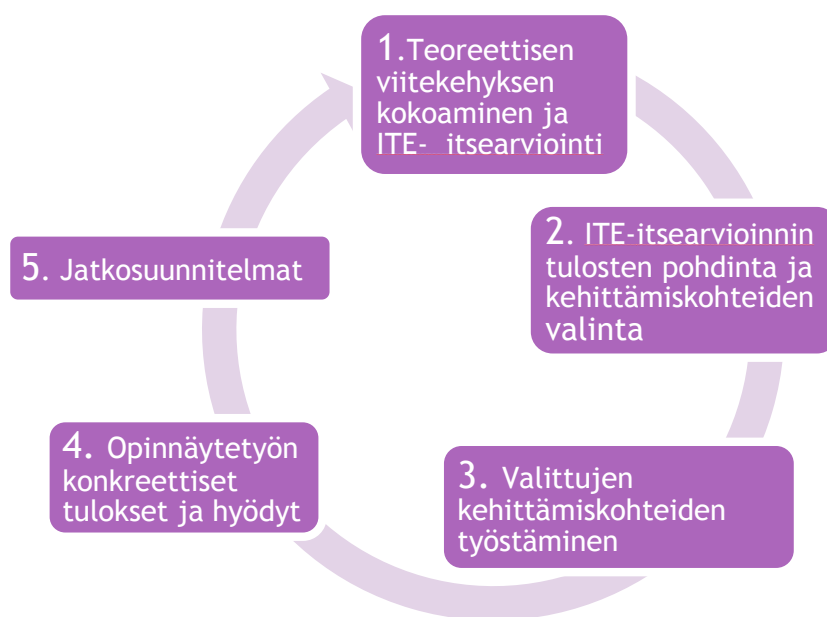 1.Teoreettisen
viitekehyksen
kokoaminen ja
ITE- itsearviointi
2. ITE-itsearvioinnin
tulosten pohdinta ja
kehittämiskohteiden
valinta
3. Valittujen
kehittämiskohteiden
työstäminen
4. Opinnäytetyön
konkreettiset
tulokset ja hyödyt
5. Jatkosuunnitelmat